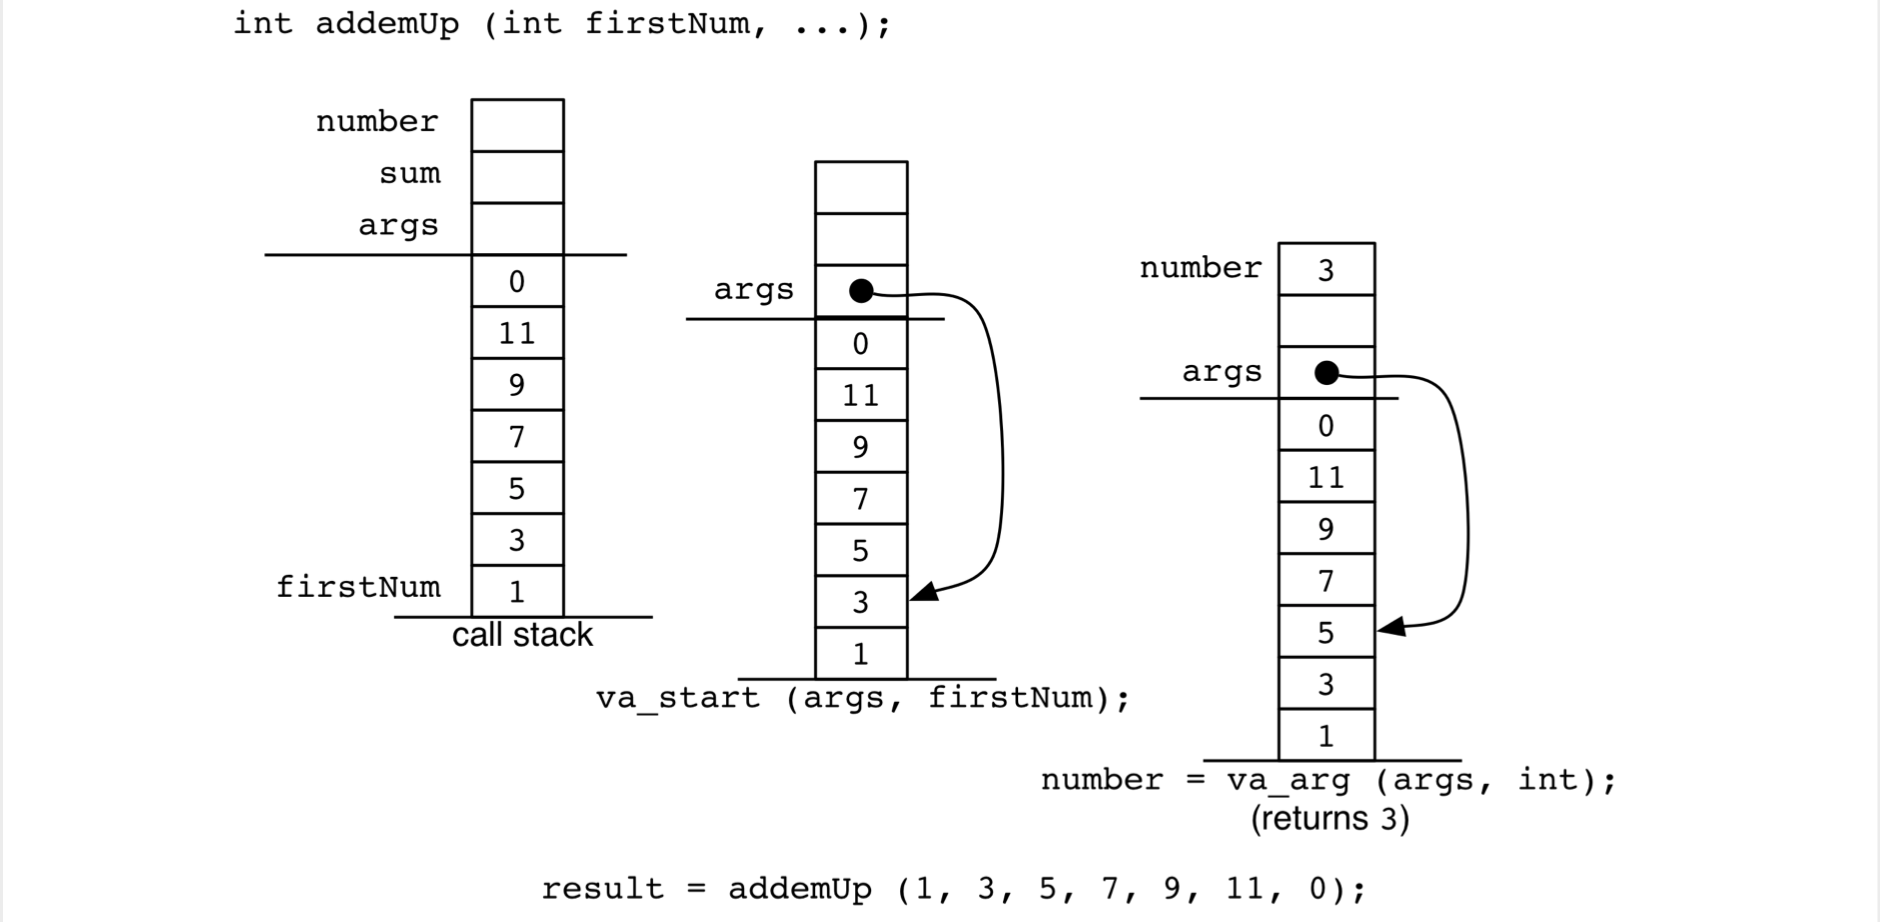 int addemUp (int firstNum, ...);
number
sum
args
0
11
9
7
5
3
firstNum 1
call stack
args
0
11
9
7
5
3
1
va_start (args, firstNum);
number 3
args
0
11
9
7
5
3
1
number = va_arg (args, int);
(returns 3)
result = addemUp (1, 3, 5, 7, 9, 11, 0);